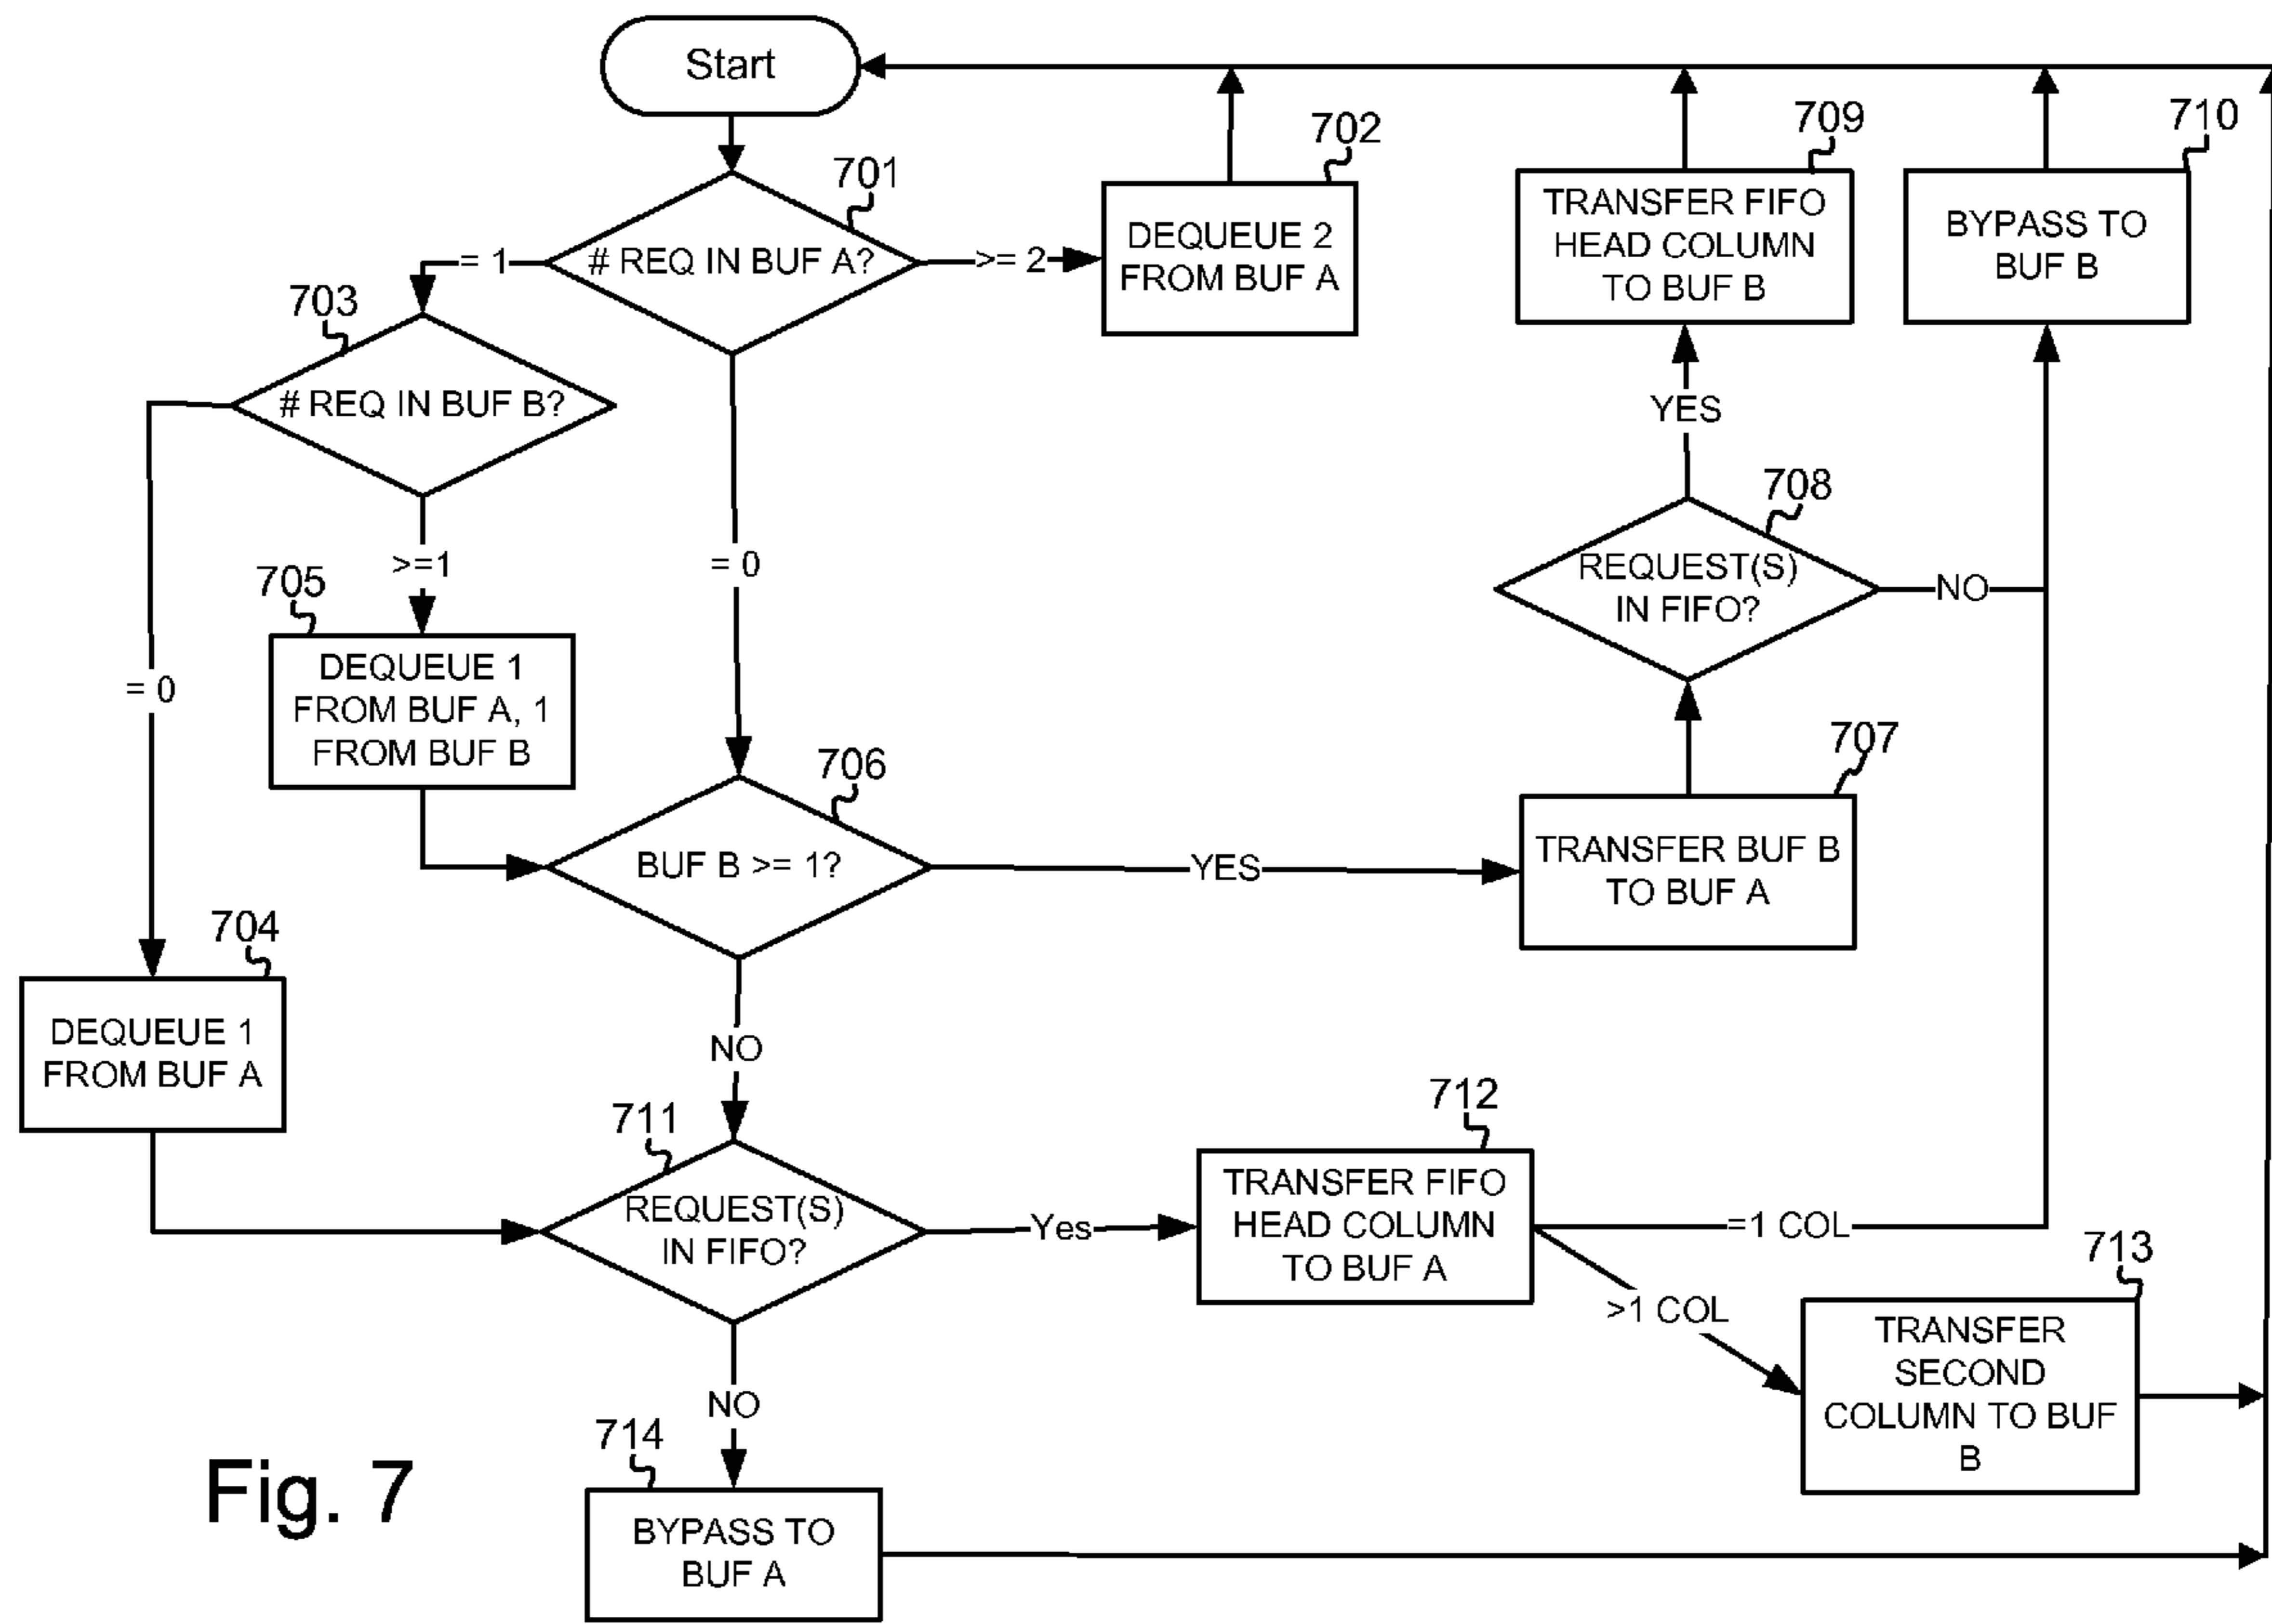 Start
702
709
710
701
# REQ IN BUF A?
= 1
>= 2
DEQUEUE 2
FROM BUF A
TRANSFER FIFO
HEAD COLUMN
TO BUF B
BYPASS TO
BUF B
703
# REQ IN BUF B?
YES
708
REQUEST(S)
IN FIFO?
NO
>=1
= 0
705
DEQUEUE 1
FROM BUF A, 1
FROM BUF B
= 0
706
BUF B >= 1?
YES
707
TRANSFER BUF B
TO BUF A
704
DEQUEUE 1
FROM BUF A
NO
711
REQUEST(S)
IN FIFO?
Yes
712
TRANSFER FIFO
HEAD COLUMN
TO BUF A
=1 COL
>1 COL
713
TRANSFER
SECOND
COLUMN TO BUF
B
NO
714
BYPASS TO
BUF A
Fig. 7